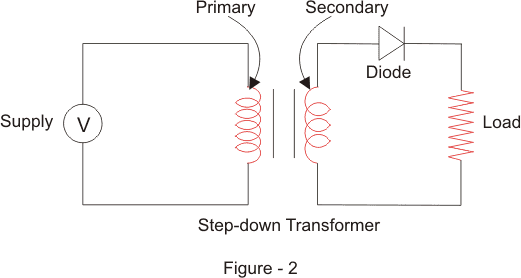 Primary
Secondary
Diode
Supply
V
Load
Step-down Transformer
Figure - 2